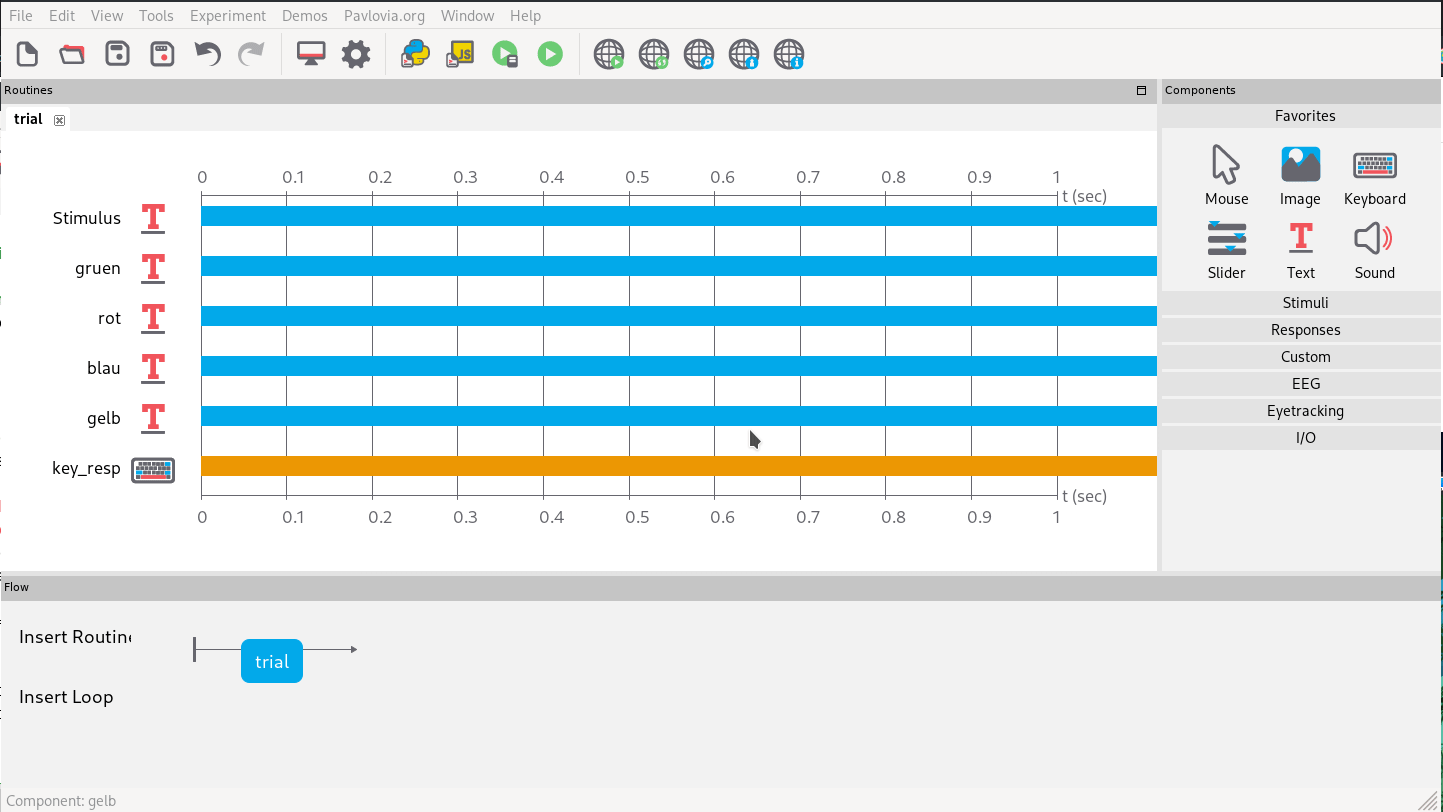 File Edit View Tools Experiment Demos Pavlovia.org Window Help
JS
Routines
Components
trial
Favorites
Mouse Image Keyboard
Slider Text Sound
Stimuli
Responses
Custom
EEG
Eyetracking
I/O
0 0.1 0.2 0.3 0.4 0.5 0.6 0.7 0.8 0.9 1
t (sec)
Stimulus
gruen
rot
blau
gelb
key_resp
t (sec)
0 0.1 0.2 0.3 0.4 0.5 0.6 0.7 0.8 0.9 1
Flow
Insert Routine
trial
Insert Loop
Component: gelb